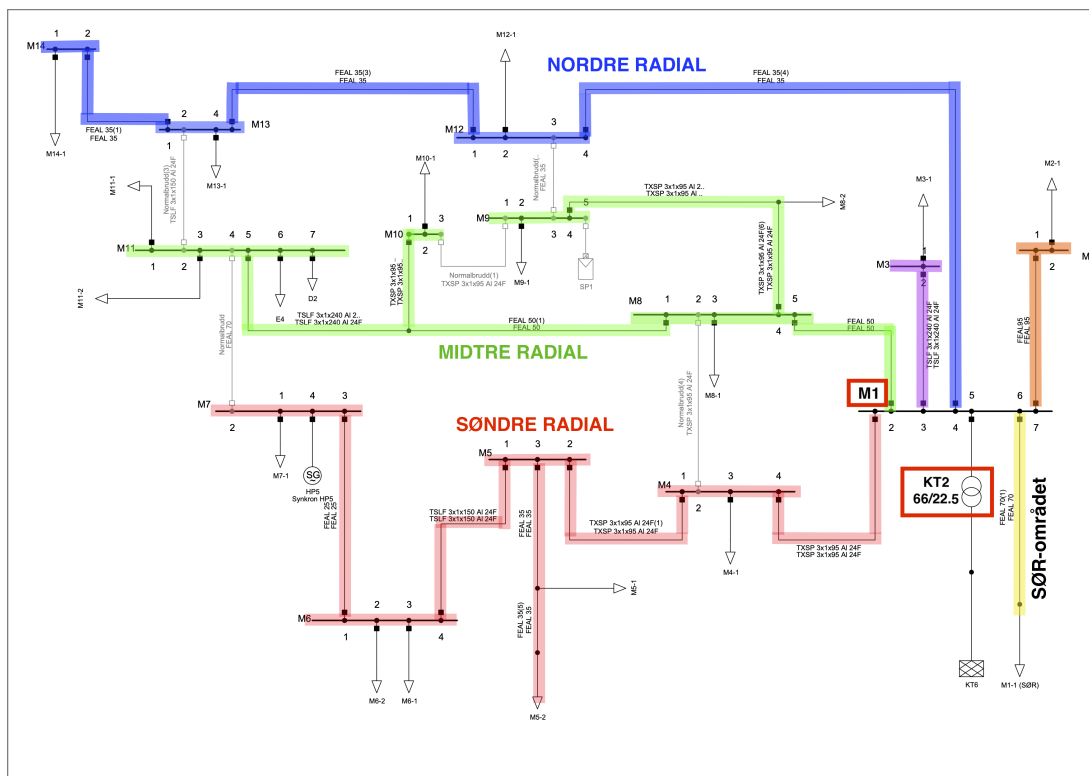 M12-1
1 2
M14
NORDRE RADIAL
FEAL 35(3)
FEAL 35
FEAL 35(4)
FEAL 35
FEAL 35(1)
FEAL 35
2 4
M13
1
M12
3
1 2 4
M14-1
M13-1
Normalbrudd(3)
TSLF 3x1x150 Al 24F
Normalbrudd(..
FEAL 35
M10-1
M11-1
M3-1
M2-1
TXSP 3x1x95 Al 2..
TXSP 3x1x95 Al ..
M8-2
M9
1 2 5
3 4
M10
1 3
2
M11
3 4 5 6 7
1 2
M9-1
SP1
Normalbrudd(1)
TXSP 3x1x95 Al 24F
TXSP 3x1x95 ..
TXSP 3x1x95..
TXSP 3x1x95 Al 24F(6)
TXSP 3x1x95 Al 24F
M3
1
2
1 2
M
M11-2
E4
D2
TSLF 3x1x240 Al 2..
TSLF 3x1x240 Al 24F
FEAL 50(1)
FEAL 50
M8
1 2 3 5
4
FEAL 50
FEAL 50
TSLF 3x1x240 Al 24F
TSLF 3x1x240 Al 24F
FEAL95
FEAL 95
Normalbrudd
FEAL 70
MIDTRE RADIAL
Normalbrudd(4)
TXSP 3x1x95 Al 24F
M8-1
M1
5 6
2 3 4 7
M7
1 4 3
2
SØNDRE RADIAL
M7-1
SG
HP5
Synkron HP5
M5
1 3 2
M4
1 3 4
2
KT2
66/22.5
FEAL 70(1)
FEAL 70
SØR-området
FEAL 25
FEAL 25
TSLF 3x1x150 Al 24F
TSLF 3x1x150 Al 24F
FEAL 35
FEAL 35
TXSP 3x1x95 Al 24F(1)
TXSP 3x1x95 Al 24F
TXSP 3x1x95 Al 24F
TXSP 3x1x95 Al 24F
M4-1
M5-1
M6
2 3
1 4
FEAL 35(5)
FEAL 35
M6-2
M6-1
M5-2
KT6
M1-1 (SØR)